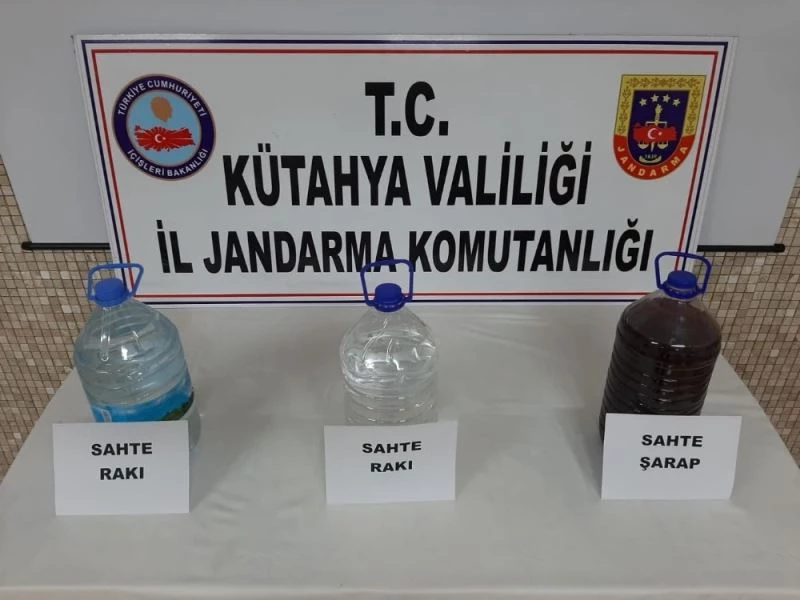 T.C.
KÜTAHYA VALİLİĞİ
İL JANDARMA KOMUTANLIĞI
TÜRKİYE CUMHURİYETİ
İÇİŞLERİ BAKANLIĞI
JANDARMA
1839
SAHTE
RAKI
SAHTE
RAKI
SAHTE
ŞARAP